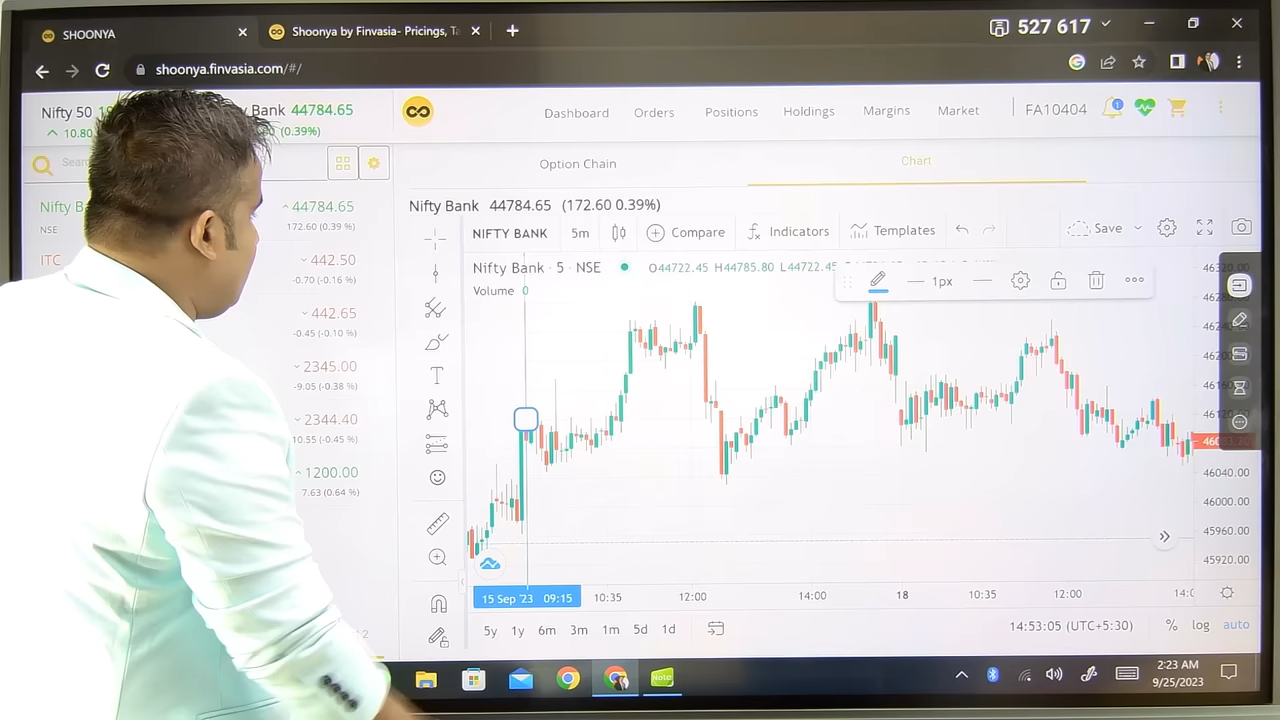 SHOONYA
Shoonya by Finvasia- Pricings, Ta
527 617
shoonya.finvasia.com/#/
Nifty 50
Bank 44784.65
10.80
(0.39%)
Dashboard
Orders
Positions
Holdings
Margins
Market
FA10404
1
Option Chain
Chart
Nifty B
44784.65
NSE
172.60 (0.39 %)
ITC
442.50
-0.70 (-0.16 %)
442.65
-0.45 (-0.10 %)
2345.00
-9.05 (-0.38 %)
2344.40
10.55 (-0.45 %)
1200.00
7.63 (0.64 %)
Nifty Bank 44784.65 (172.60 0.39%)
NIFTY BANK
5m
Compare
Indicators
Templates
Save
Nifty Bank · 5 · NSE
O44722.45 H44785.80 L44722.45
Volume 0
1px
46120.00
46040.00
46000.00
45960.00
45920.00
15 Sep '23 09:15
10:35
12:00
14:00
18
10:35
12:00
5y
1y
6m
3m
1m
5d
1d
14:53:05 (UTC+5:30)
%
log
auto
Note
2:23 AM
9/25/2023